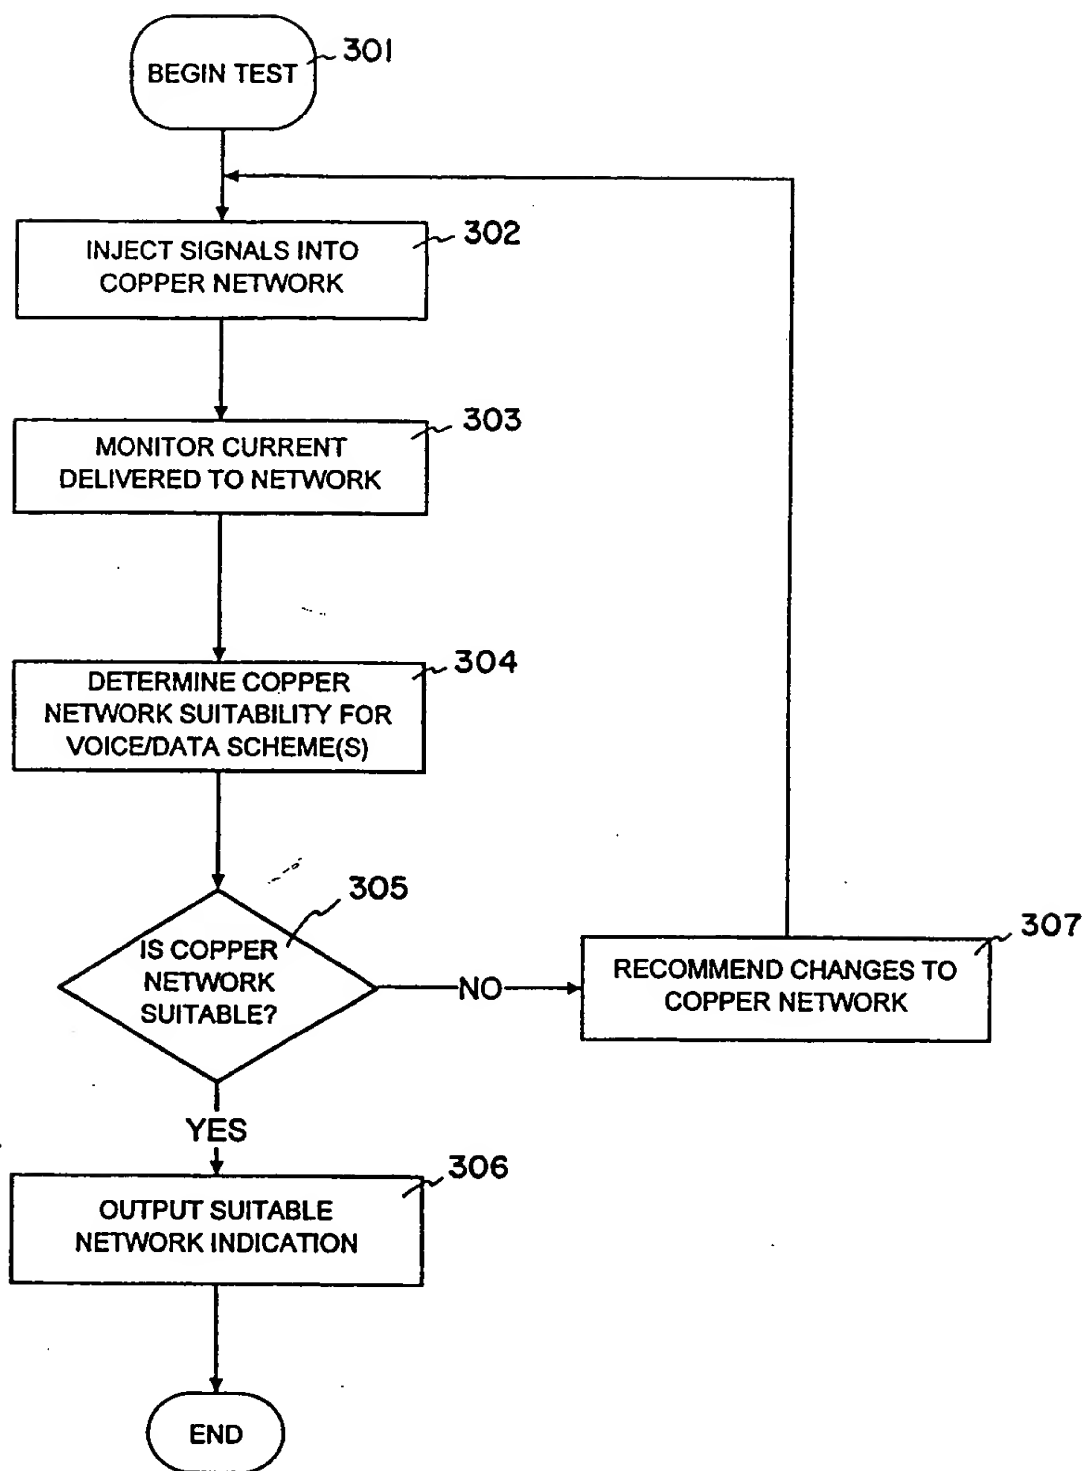 BEGIN TEST
301
INJECT SIGNALS INTO
COPPER NETWORK
302
MONITOR CURRENT
DELIVERED TO NETWORK
303
DETERMINE COPPER
NETWORK SUITABILITY FOR
VOICE/DATA SCHEME(S)
304
IS COPPER
NETWORK
SUITABLE?
305
NO
RECOMMEND CHANGES TO
COPPER NETWORK
307
YES
OUTPUT SUITABLE
NETWORK INDICATION
306
END